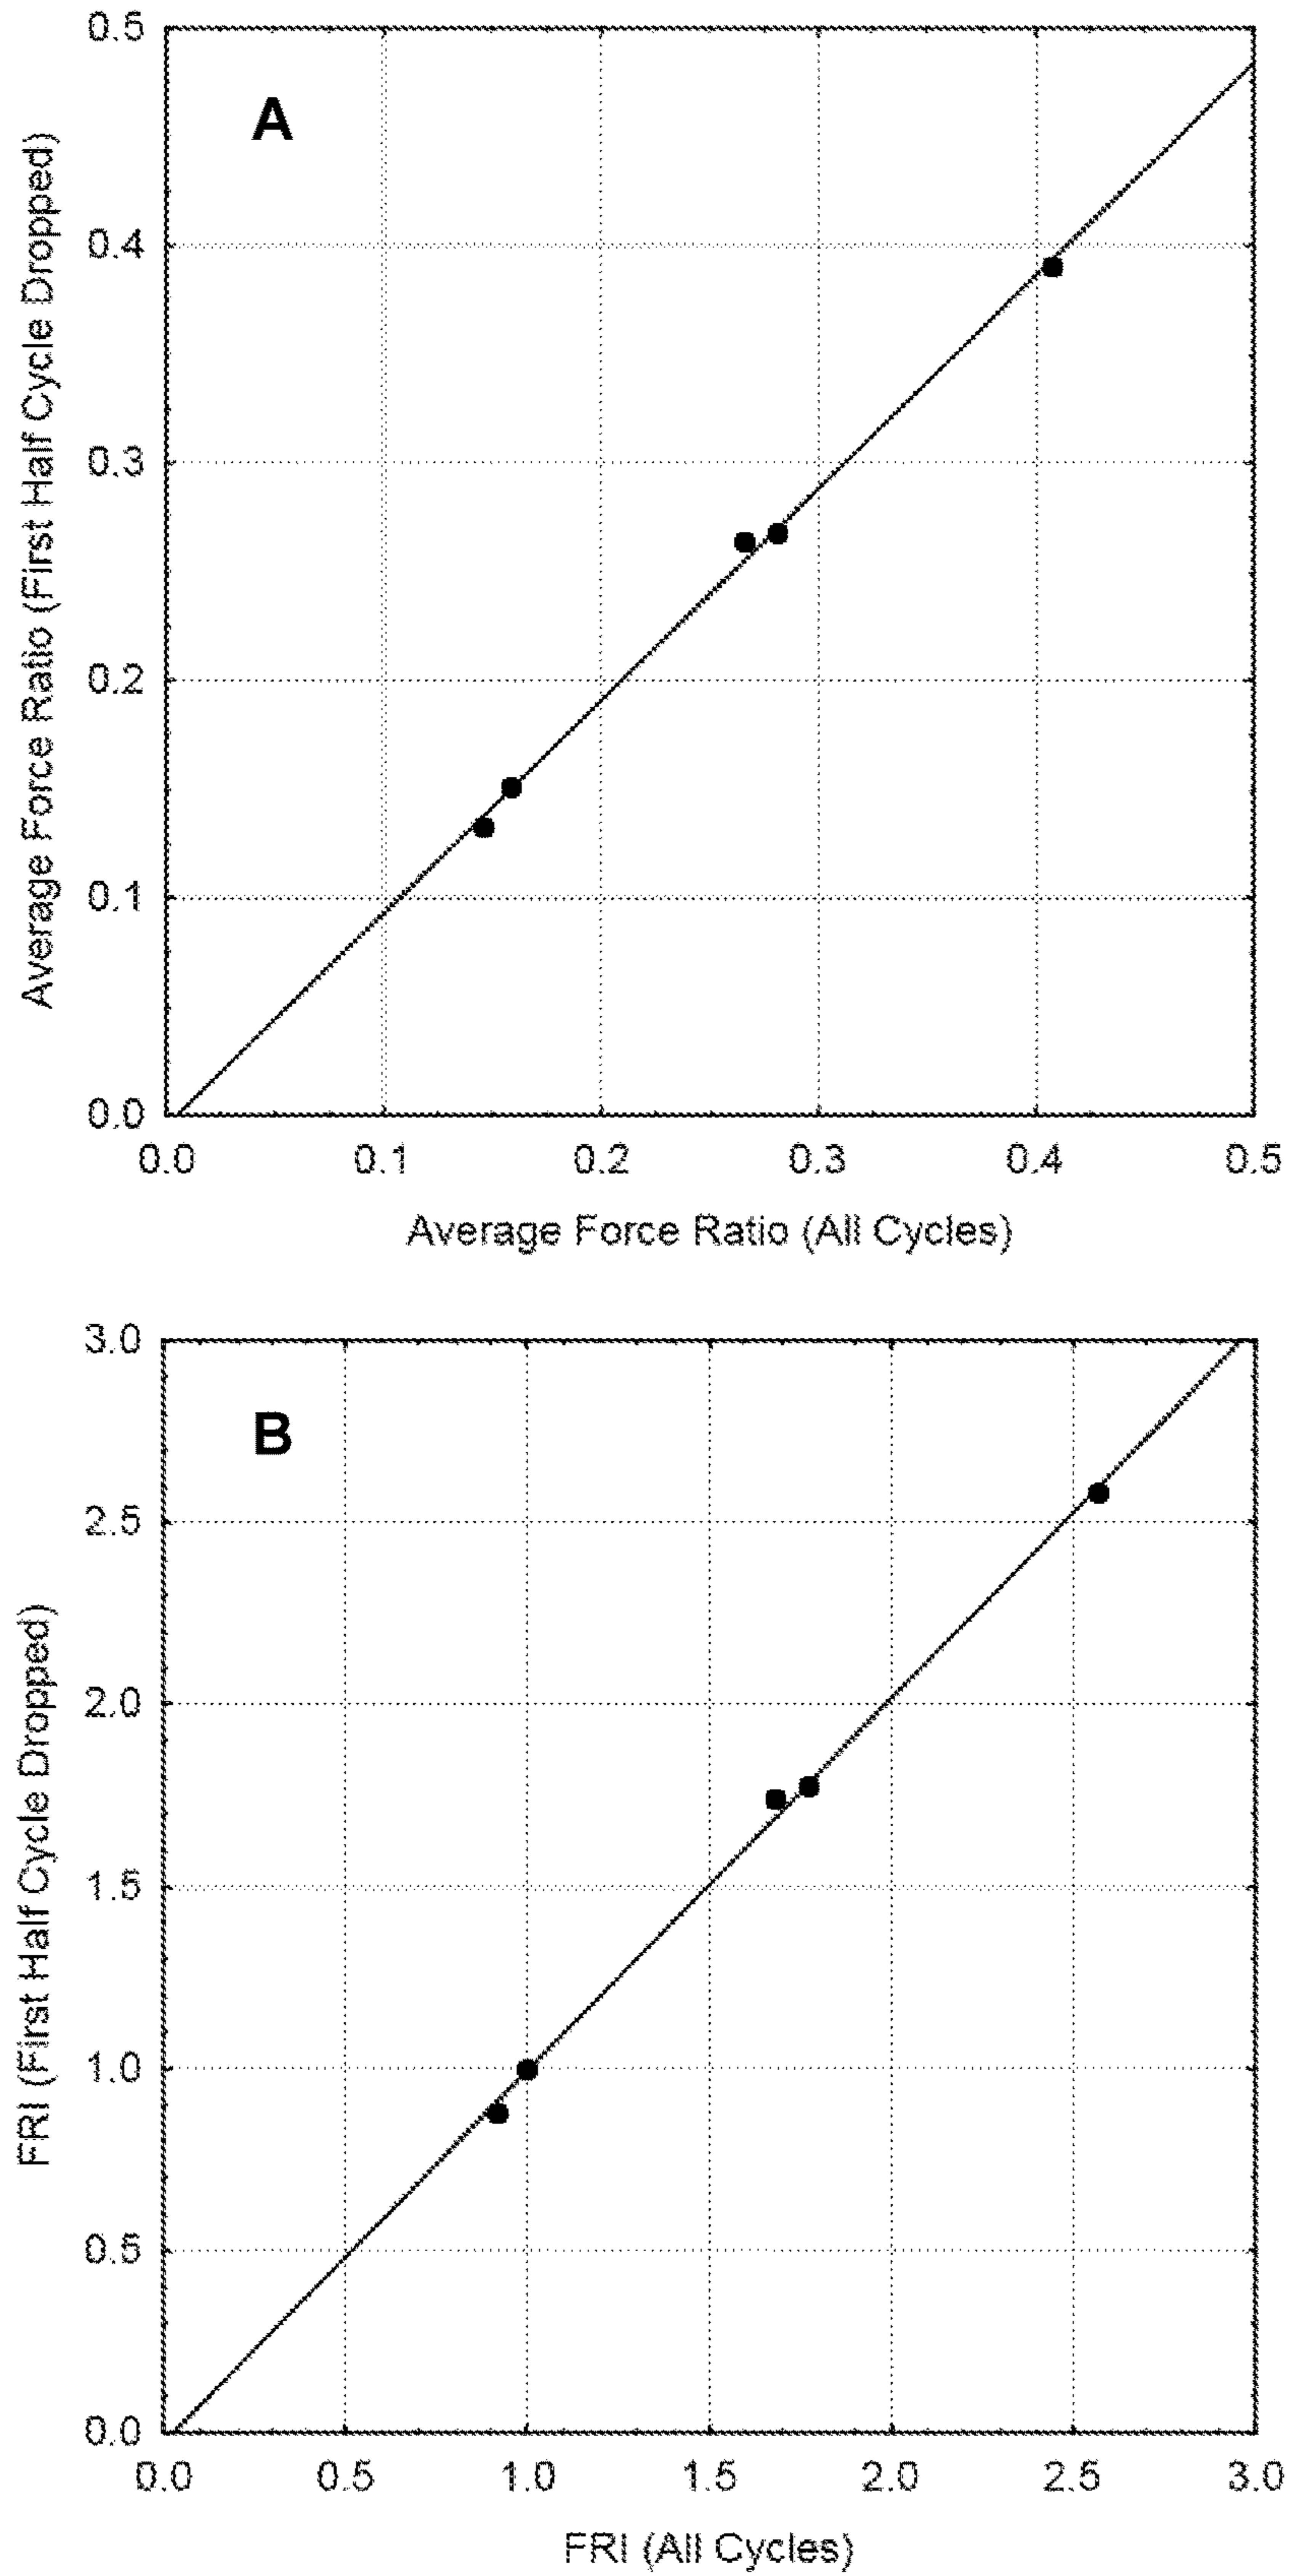 A
Average Force Ratio (First Half Cycle Dropped)
0.5
0.4
0.3
0.2
0.1
0.0
0.0 0.1 0.2 0.3 0.4 0.5
Average Force Ratio (All Cycles)
B
FRI (First Half Cycle Dropped)
3.0
2.5
2.0
1.5
1.0
0.5
0.0
0.0 0.5 1.0 1.5 2.0 2.5 3.0
FRI (All Cycles)